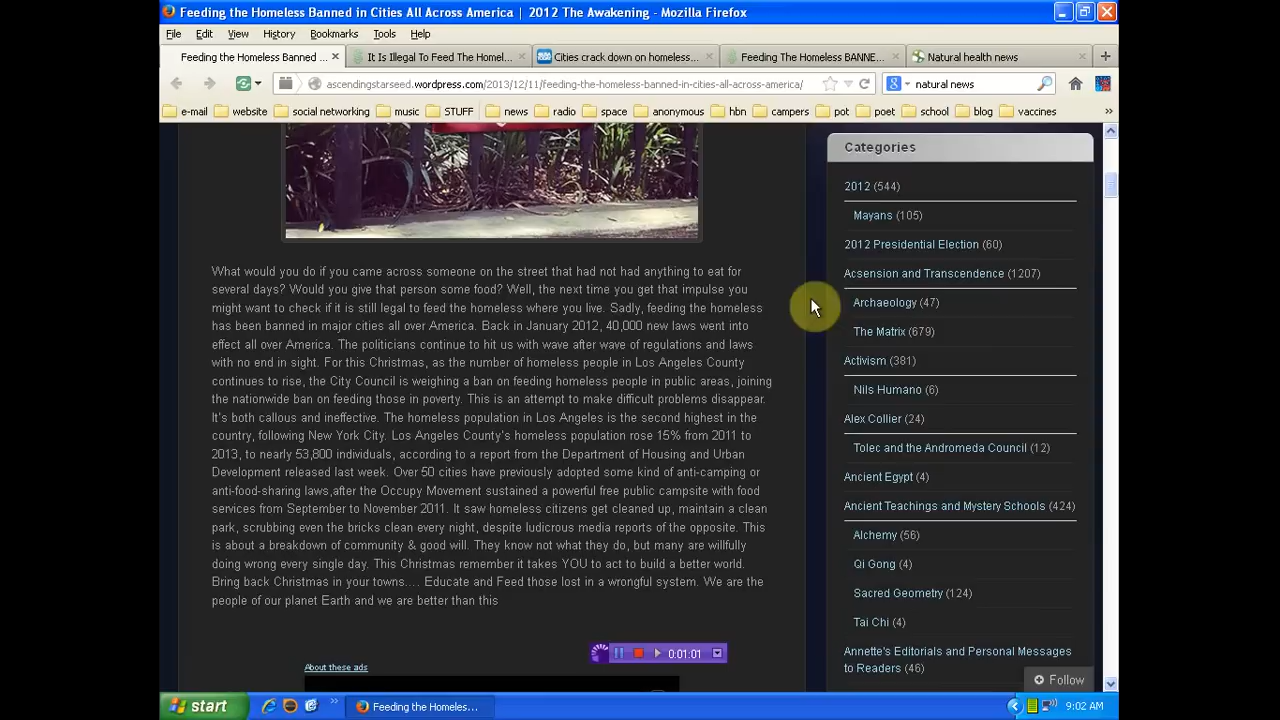 Feeding the Homeless Banned in Cities All Across America | 2012 The Awakening - Mozilla Firefox
File Edit View History Bookmarks Tools Help
Feeding the Homeless Banned ... It Is Illegal To Feed The Homel... Cities crack down on homeless... Feeding The Homeless BANNE... Natural health news
ascendingstarseed.wordpress.com/2013/12/11/feeding-the-homeless-banned-in-cities-all-across-america/ natural news
e-mail website social networking music STUFF news radio space anonymous hbn campers pot poet school blog vaccines »
What would you do if you came across someone on the street that had not had anything to eat for
several days? Would you give that person some food? Well, the next time you get that impulse you
might want to check if it is still legal to feed the homeless where you live. Sadly, feeding the homeless
has been banned in major cities all over America. Back in January 2012, 40,000 new laws went into
effect all over America. The politicians continue to hit us with wave after wave of regulations and laws
with no end in sight. For this Christmas, as the number of homeless people in Los Angeles County
continues to rise, the City Council is weighing a ban on feeding homeless people in public areas, joining
the nationwide ban on feeding those in poverty. This is an attempt to make difficult problems disappear.
It's both callous and ineffective. The homeless population in Los Angeles is the second highest in the
country, following New York City. Los Angeles County's homeless population rose 15% from 2011 to
2013, to nearly 53,800 individuals, according to a report from the Department of Housing and Urban
Development released last week. Over 50 cities have previously adopted some kind of anti-camping or
anti-food-sharing laws,after the Occupy Movement sustained a powerful free public campsite with food
services from September to November 2011. It saw homeless citizens get cleaned up, maintain a clean
park, scrubbing even the bricks clean every night, despite ludicrous media reports of the opposite. This
is about a breakdown of community & good will. They know not what they do, but many are willfully
doing wrong every single day. This Christmas remember it takes YOU to act to build a better world.
Bring back Christmas in your towns.... Educate and Feed those lost in a wrongful system. We are the
people of our planet Earth and we are better than this
About these ads
0:01:01
Categories
2012 (544)
Mayans (105)
2012 Presidential Election (60)
Acsension and Transcendence (1207)
Archaeology (47)
The Matrix (679)
Activism (381)
Nils Humano (6)
Alex Collier (24)
Tolec and the Andromeda Council (12)
Ancient Egypt (4)
Ancient Teachings and Mystery Schools (424)
Alchemy (56)
Qi Gong (4)
Sacred Geometry (124)
Tai Chi (4)
Annette's Editorials and Personal Messages
to Readers (46)
Follow
start » Feeding the Homeles... 9:02 AM